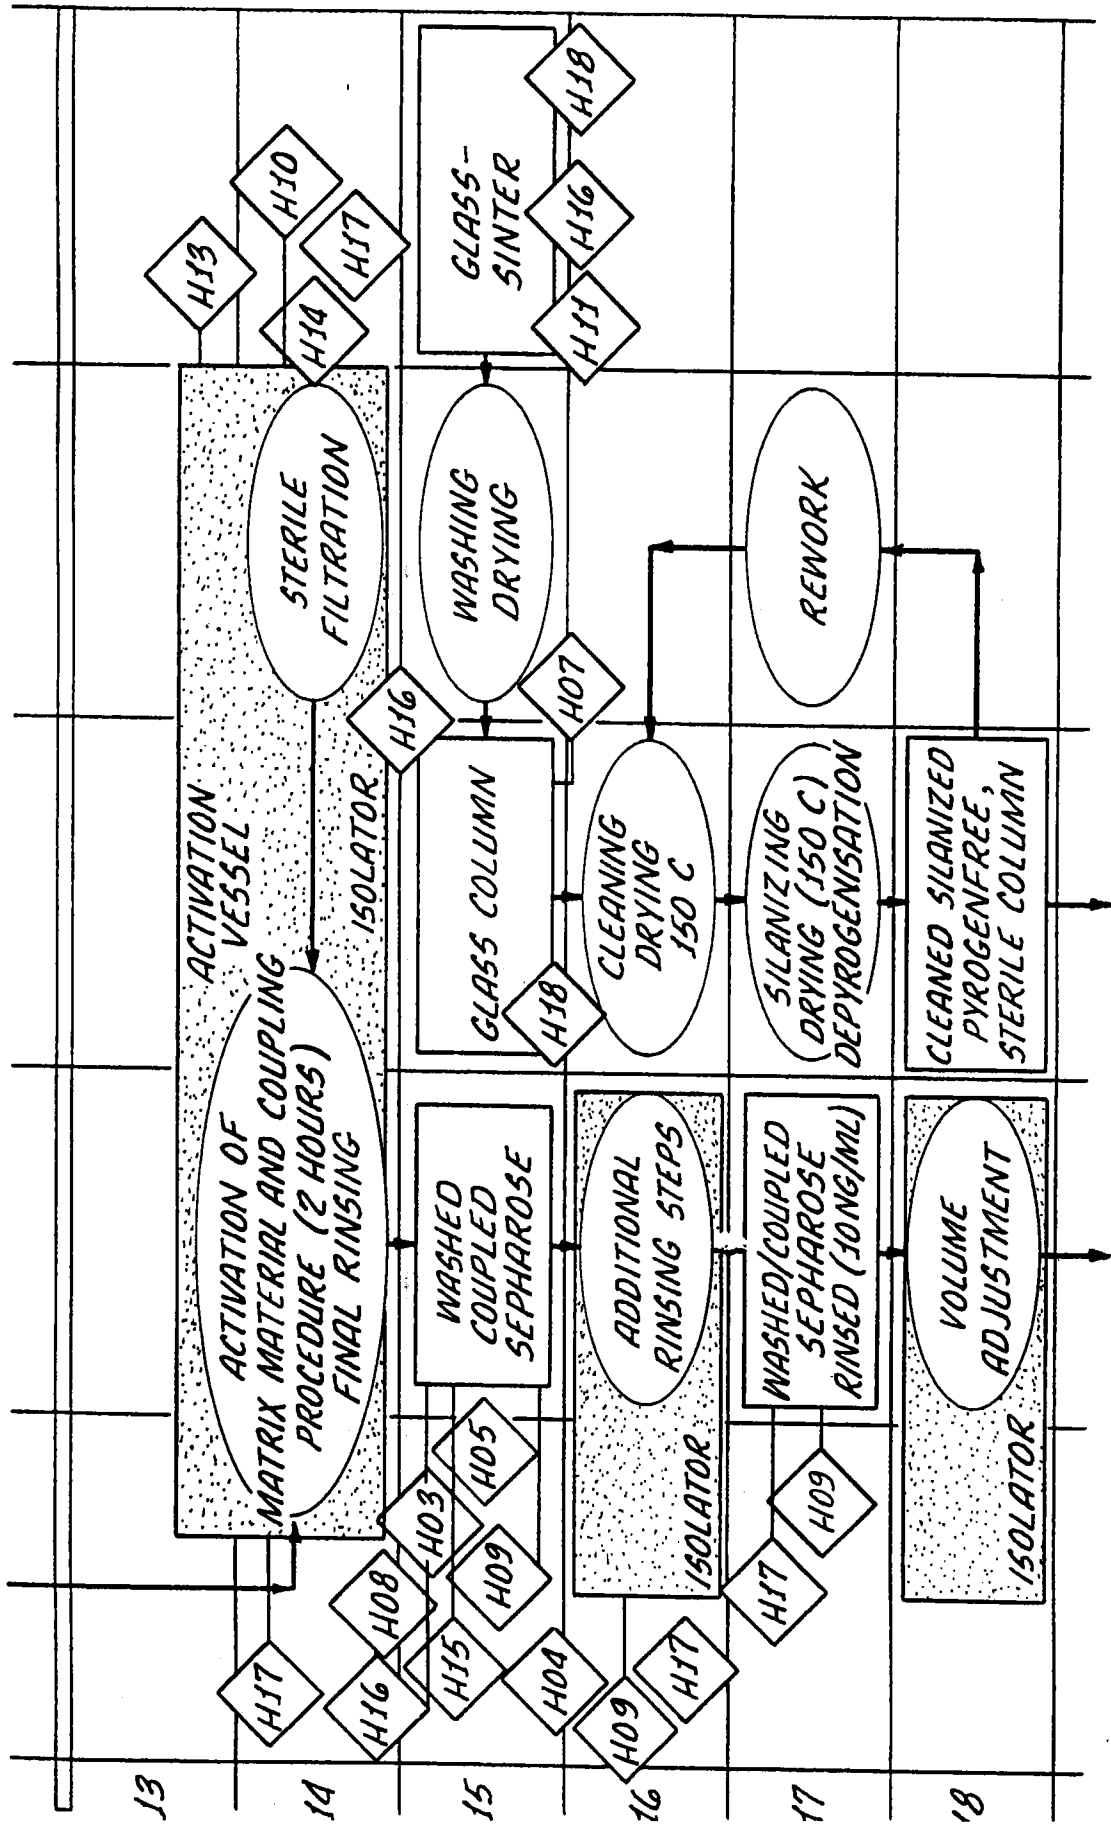 13
14
15
16
17
18
ACTIVATION
VESSEL
ACTIVATION OF
MATRIX MATERIAL AND COUPLING
PROCEDURE (2 HOURS)
FINAL RINSING
ISOLATOR
STERILE
FILTRATION
H13
H10
H14
H17
H17
H16
H08
H16
H03
H15
H05
H09
H04
WASHED
COUPLED
SEPHAROSE
GLASS COLUMN
H18
H07
WASHING
DRYING
GLASS-
SINTER
H11
H16
H18
H09
H17
ISOLATOR
ADDITIONAL
RINSING STEPS
CLEANING
DRYING
150 C
H17
H09
WASHED/COUPLED
SEPHAROSE
RINSED (10NG/ML)
SILANIZING
DRYING (150 C)
DEPYROGENISATION
REWORK
ISOLATOR
VOLUME
ADJUSTMENT
CLEANED SILANIZED
PYROGENFREE,
STERILE COLUMN